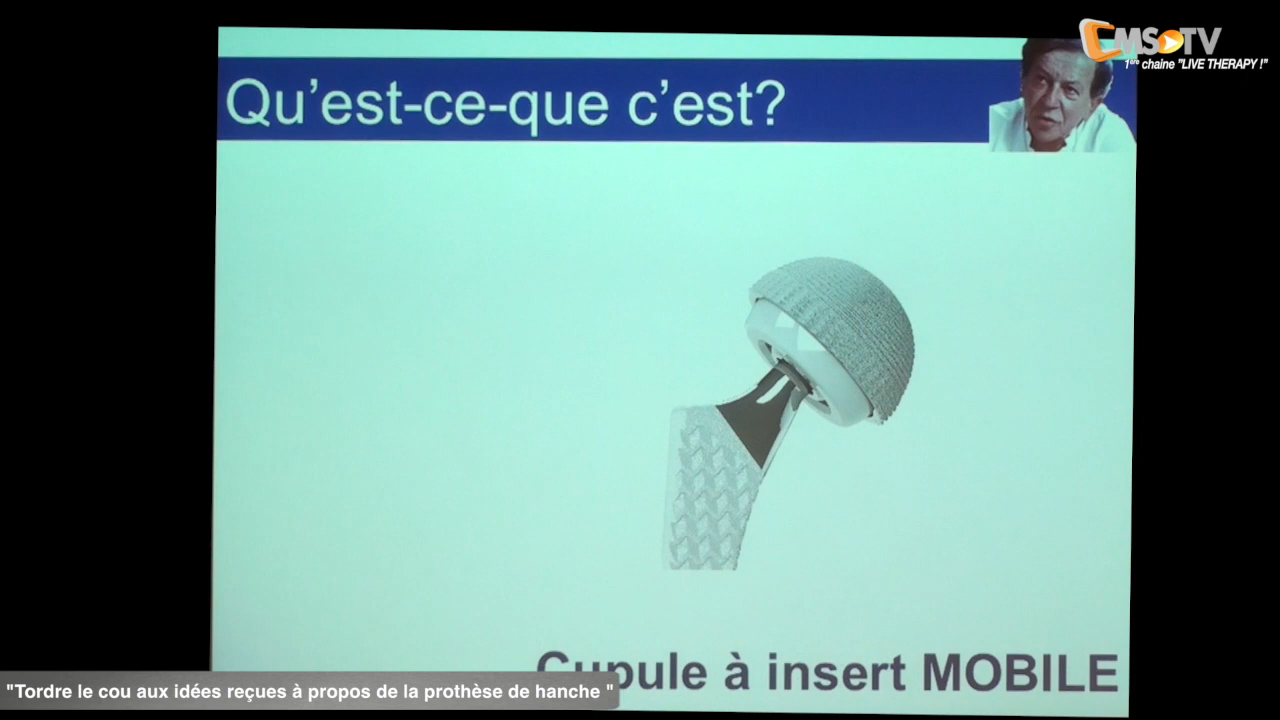 CMS TV
1ère chaine "LIVE THERAPY !"
Qu'est-ce-que c'est?
Cupule à insert MOBILE
"Tordre le cou aux idées reçues à propos de la prothèse de hanche "